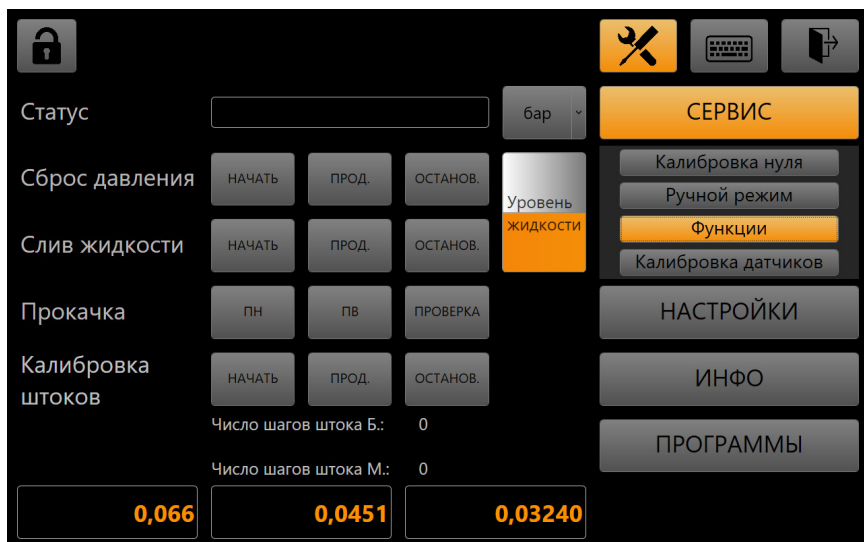 Статус
бар
СЕРВИС
Сброс давления
НАЧАТЬ
ПРОД.
ОСТАНОВ.
Уровень
жидкости
Калибровка нуля
Ручной режим
Функции
Калибровка датчиков
Слив жидкости
НАЧАТЬ
ПРОД.
ОСТАНОВ.
Прокачка
ПН
ПВ
ПРОВЕРКА
НАСТРОЙКИ
Калибровка
штоков
НАЧАТЬ
ПРОД.
ОСТАНОВ.
ИНФО
Число шагов штока Б.: 0
Число шагов штока М.: 0
ПРОГРАММЫ
0,066
0,0451
0,03240